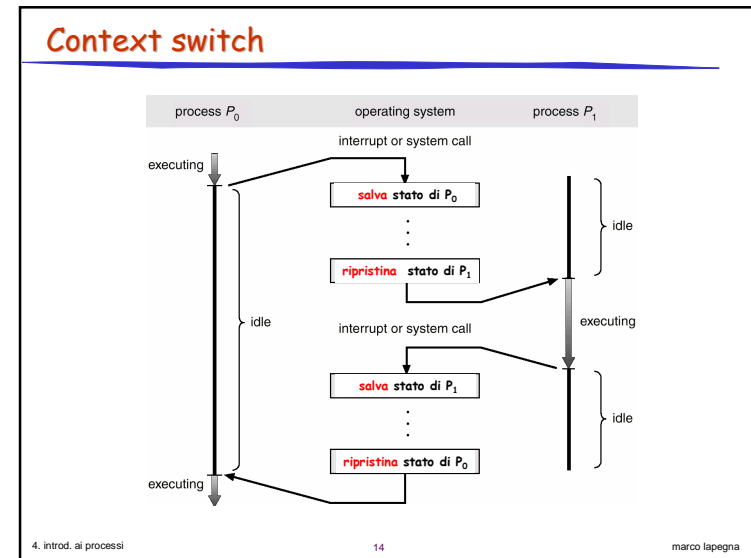 Context switch
process P0 operating system process P1
interrupt or system call
executing
salva stato di P0
idle
ripristina stato di P1
idle
executing
interrupt or system call
salva stato di P1
idle
ripristina stato di P0
executing
4. introd. ai processi 14 marco lapegna